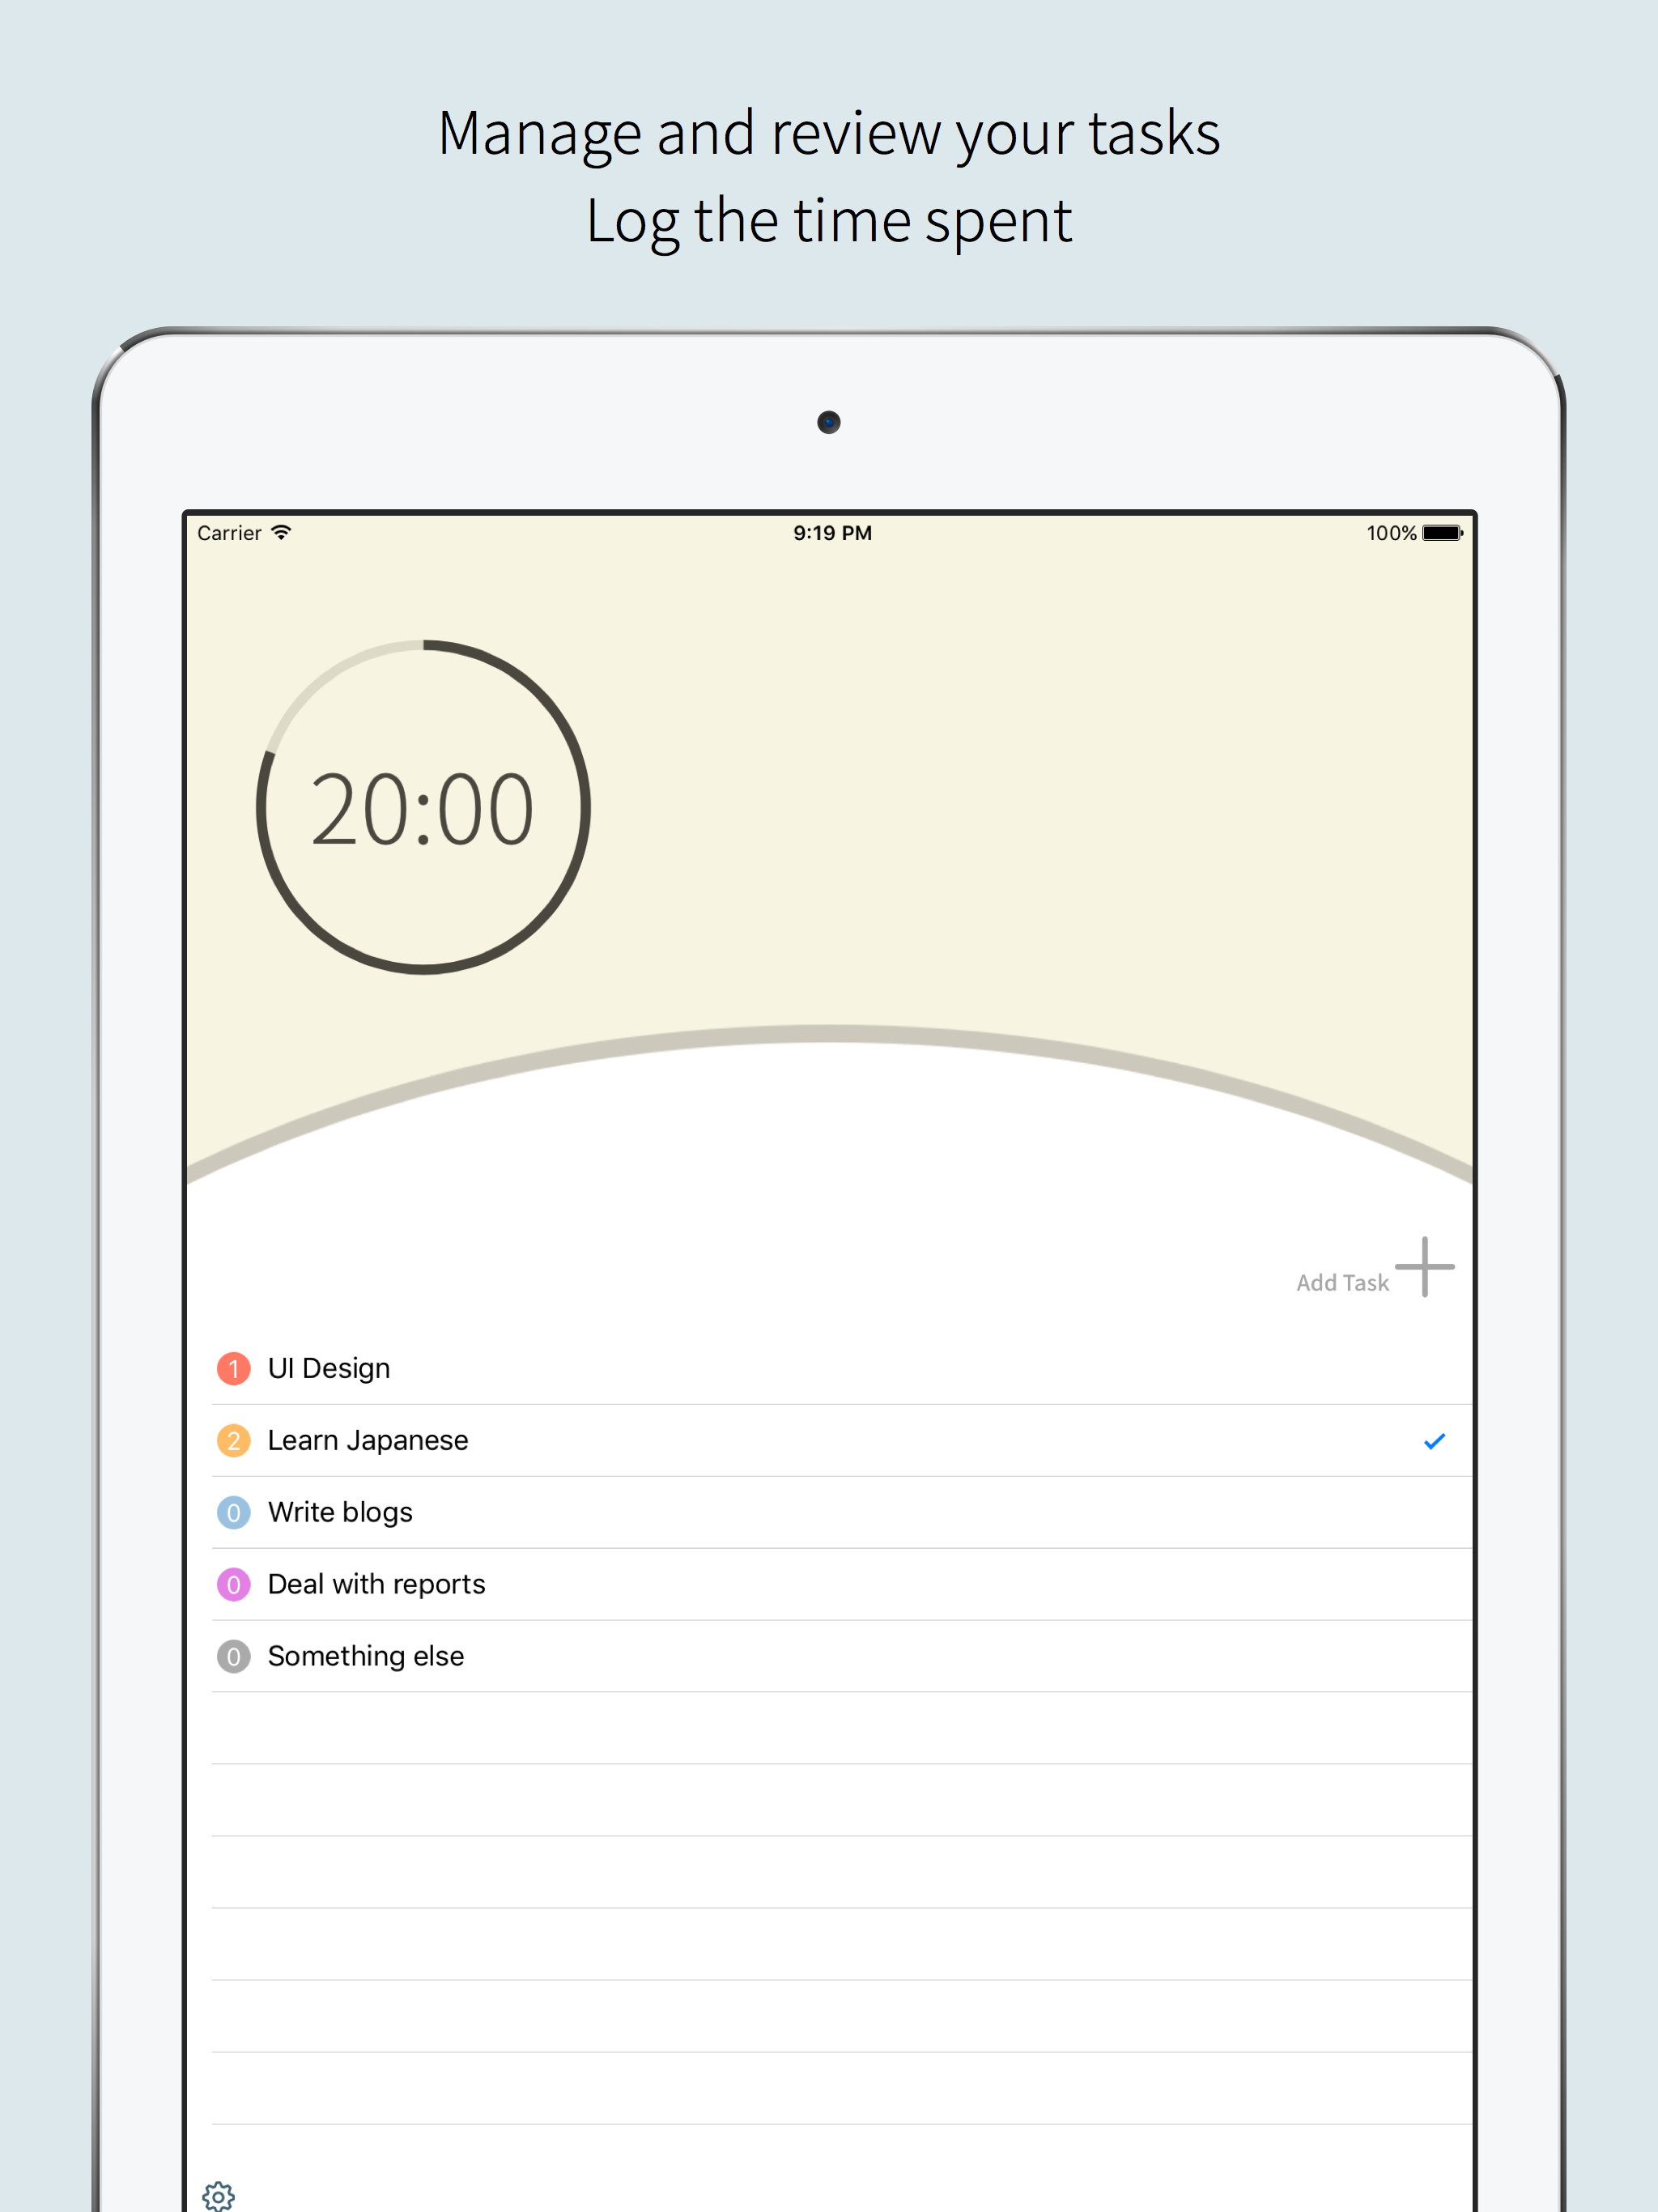 Manage and review your tasks
Log the time spent
Carrier 9:19 PM 100%
20:00
Add Task
1 UI Design
2 Learn Japanese
0 Write blogs
0 Deal with reports
0 Something else